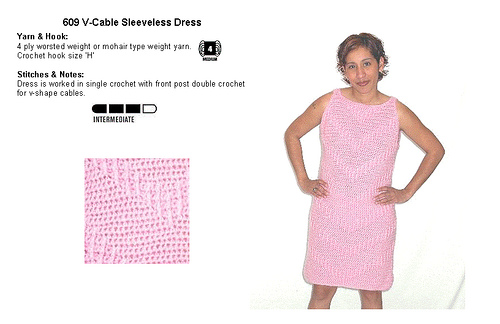 609 V-Cable Sleeveless Dress
Yarn & Hook:
4 ply worsted weight or mohair type weight yarn.
4
MEDIUM
Crochet hook size 'H'
Stitches & Notes:
Dress is worked in single crochet with front post double crochet
for v-shape cables.
INTERMEDIATE